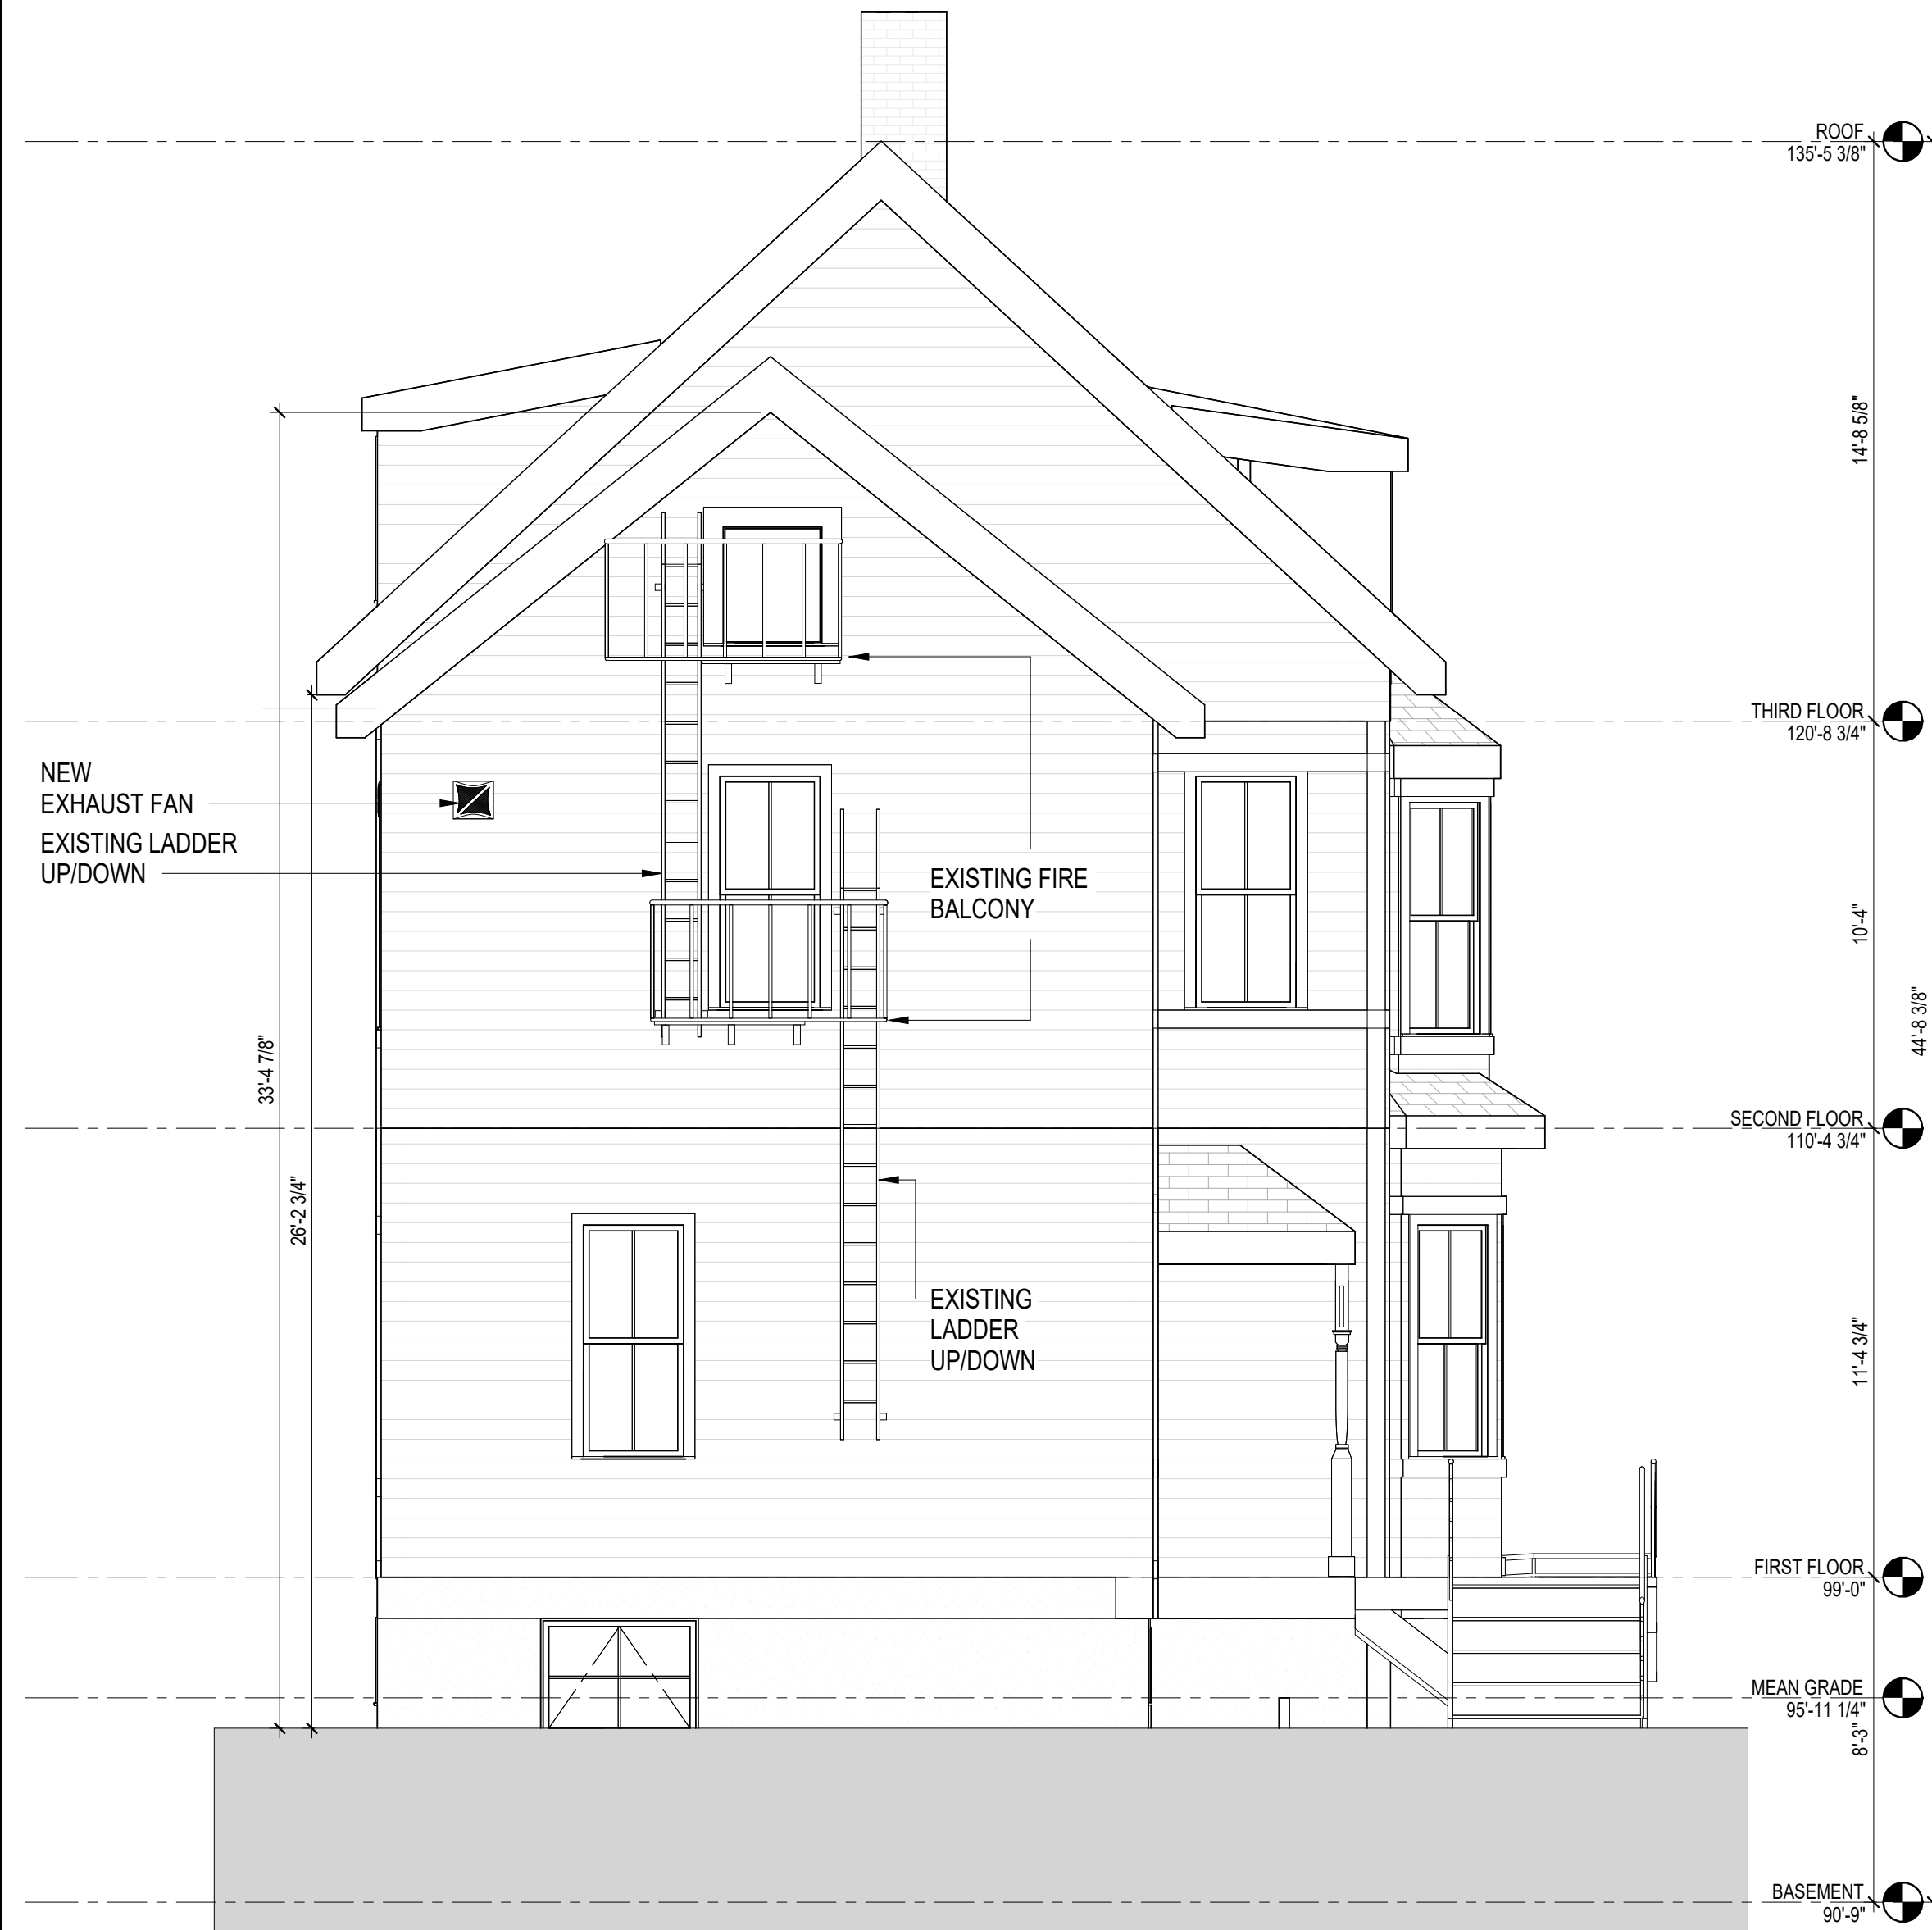 ROOF
135'-5 3/8"
14'-8 5/8"
THIRD FLOOR
120'-8 3/4"
NEW
EXHAUST FAN
EXISTING LADDER
UP/DOWN
EXISTING FIRE
BALCONY
10'-4"
44'-8 3/8"
33'-4 7/8"
SECOND FLOOR
110'-4 3/4"
26'-2 3/4"
EXISTING
LADDER
UP/DOWN
11'-4 3/4"
FIRST FLOOR
99'-0"
MEAN GRADE
95'-11 1/4"
8'-3"
BASEMENT
90'-9"